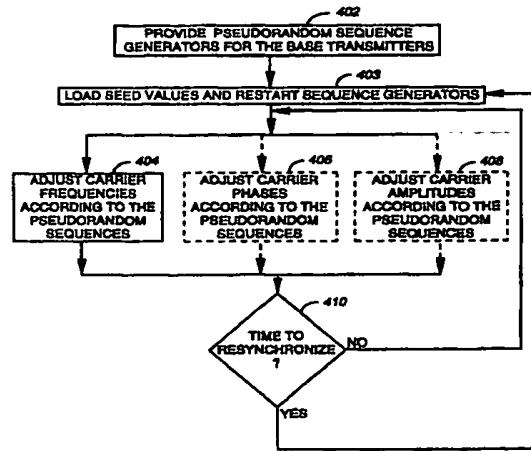 402
PROVIDE PSEUDORANDOM SEQUENCE
GENERATORS FOR THE BASE TRANSMITTERS
403
LOAD SEED VALUES AND RESTART SEQUENCE GENERATORS
404
ADJUST CARRIER
FREQUENCIES
ACCORDING TO THE
PSEUDORANDOM
SEQUENCES
406
ADJUST CARRIER
PHASES
ACCORDING TO THE
PSEUDORANDOM
SEQUENCES
408
ADJUST CARRIER
AMPLITUDES
ACCORDING TO THE
PSEUDORANDOM
SEQUENCES
410
TIME TO
RESYNCHRONIZE
?
NO
YES